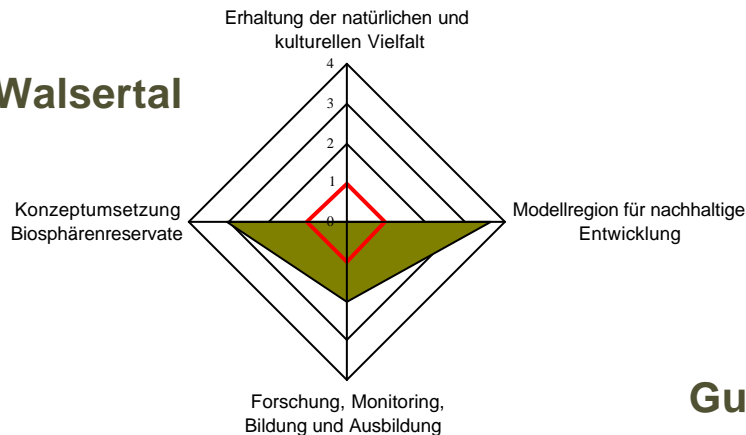 Erhaltung der natürlichen und
kulturellen Vielfalt
Walsertal
4
3
2
1
0
Konzeptumsetzung
Biosphärenreservate
Modellregion für nachhaltige
Entwicklung
Forschung, Monitoring,
Bildung und Ausbildung
Gu